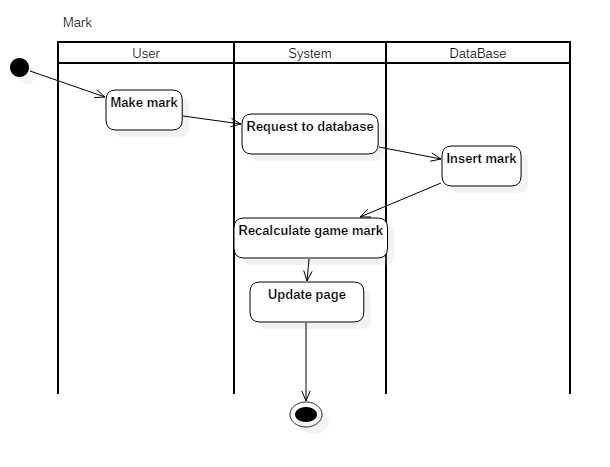 Mark
User
System
DataBase
Make mark
Request to database
Insert mark
Recalculate game mark
Update page